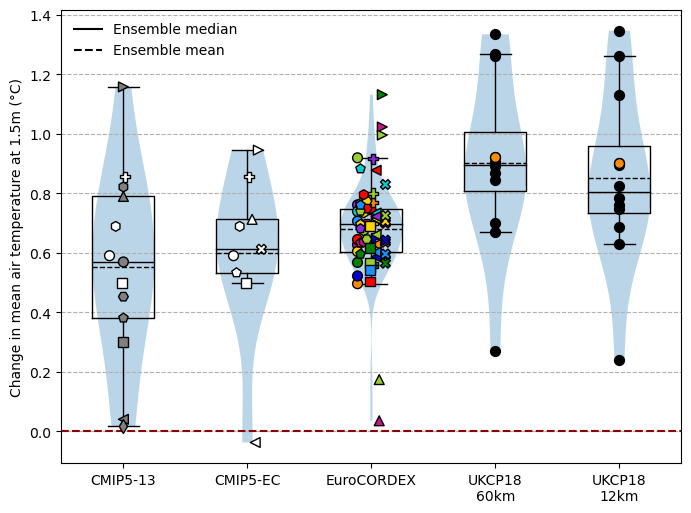 Ensemble median
Ensemble mean
Change in mean air temperature at 1.5m (°C)
1.4
1.2
1.0
0.8
0.6
0.4
0.2
0.0
CMIP5-13
CMIP5-EC
EuroCORDEX
UKCP18
60km
UKCP18
12km